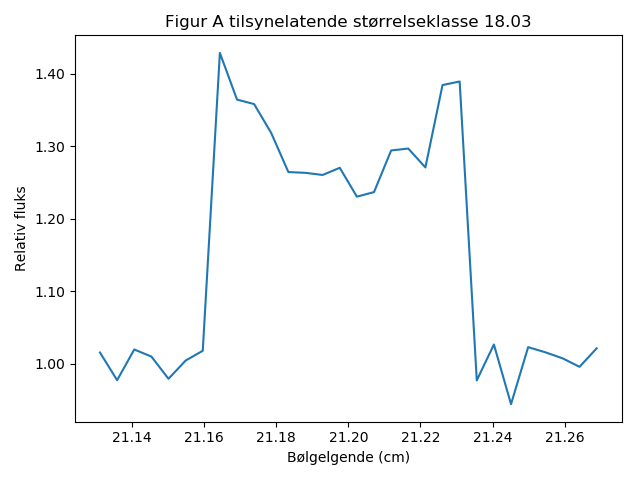 Figur A tilsynelatende størrelseklasse 18.03
Relativ fluks
1.40
1.30
1.20
1.10
1.00
21.14 21.16 21.18 21.20 21.22 21.24 21.26
Bølgelgende (cm)